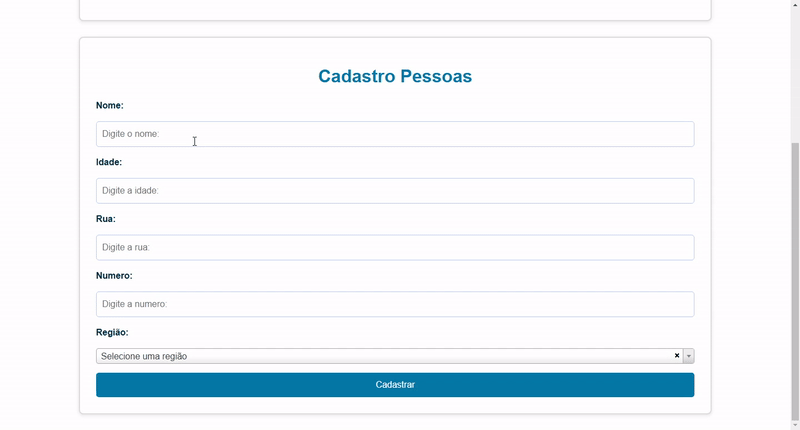 Cadastro Pessoas
Nome:
Digite o nome:
Idade:
Digite a idade:
Rua:
Digite a rua:
Numero:
Digite a numero:
Região:
Selecione uma região
Cadastrar